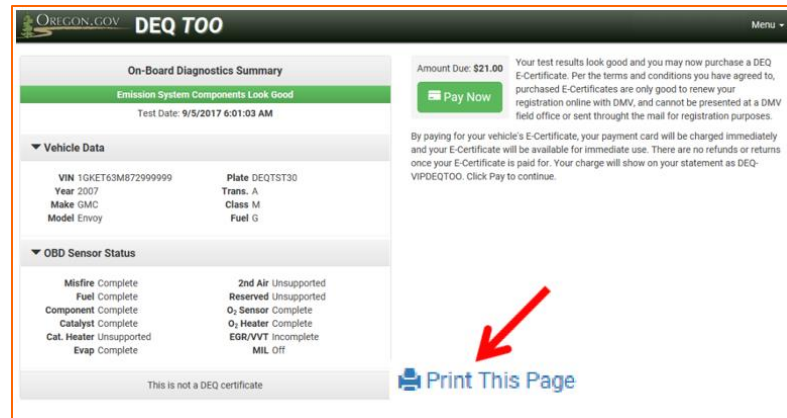 OREGON.GOV DEQ TOO
Menu
On-Board Diagnostics Summary
Emission System Components Look Good
Test Date: 9/5/2017 6:01:03 AM
Vehicle Data
VIN 1GKET63M872999999 Plate DEQTST30
Year 2007 Trans. A
Make GMC Class M
Model Envoy Fuel G
OBD Sensor Status
Misfire Complete 2nd Air Unsupported
Fuel Complete Reserved Unsupported
Component Complete O₂ Sensor Complete
Catalyst Complete O₂ Heater Complete
Cat. Heater Unsupported EGR/VVT Incomplete
Evap Complete MIL Off
This is not a DEQ certificate
Amount Due: $21.00
Pay Now
Your test results look good and you may now purchase a DEQ
E-Certificate. Per the terms and conditions you have agreed to,
purchased E-Certificates are only good to renew your
registration online with DMV, and cannot be presented at a DMV
field office or sent throught the mail for registration purposes.
By paying for your vehicle's E-Certificate, your payment card will be charged immediately
and your E-Certificate will be available for immediate use. There are no refunds or returns
once your E-Certificate is paid for. Your charge will show on your statement as DEQ-
VIPDEQTOO. Click Pay to continue.
Print This Page